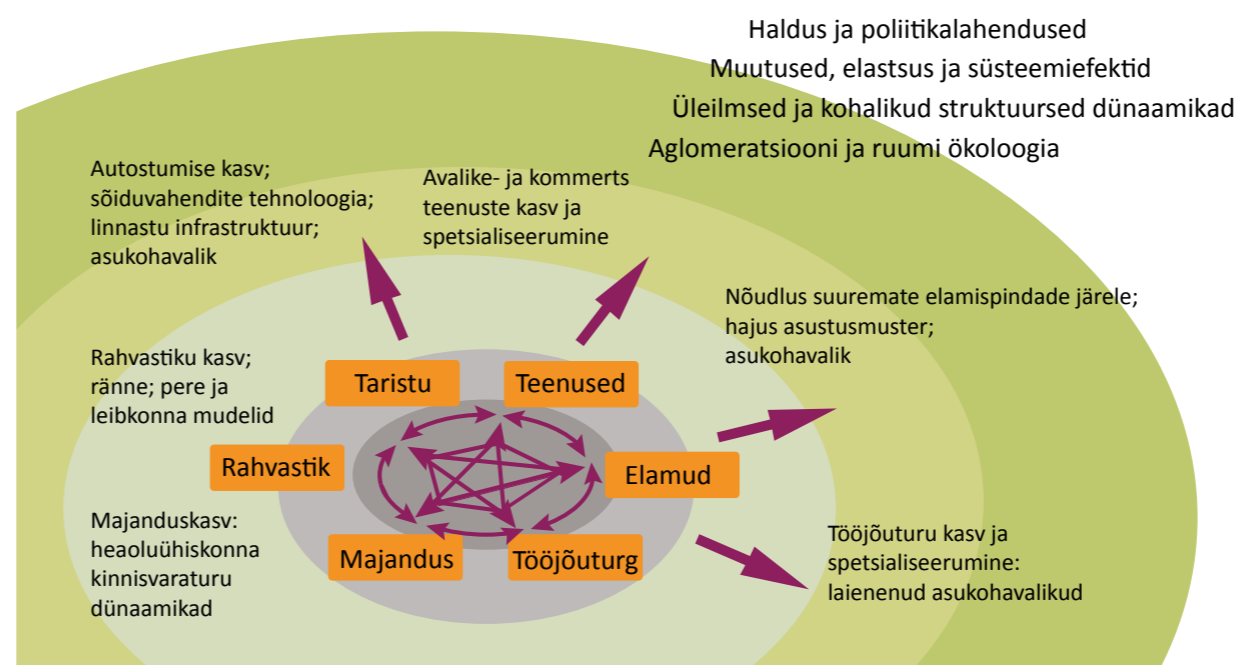 Haldus ja poliitikalahendused
Muutused, elastsus ja süsteemiefektid
Üleilmsed ja kohalikud struktuursed dünaamikad
Aglomeratsiooni ja ruumi ökoloogia
Autostumise kasv;
sõiduvahendite tehnoloogia;
linnastu infrastruktuur;
asukohavalik
Avalike- ja kommerts
teenuste kasv ja
spetsialiseerumine
Nõudlus suuremate elamispindade järele;
hajus asustusmuster;
asukohavalik
Rahvastiku kasv;
ränne; pere ja
leibkonna mudelid
Taristu
Teenused
Rahvastik
Elamud
Majandus
Tööjõuturg
Majanduskasv:
heaoluühiskonna
kinnisvaraturu
dünaamikad
Tööjõuturu kasv ja
spetsialiseerumine:
laienenud asukohavalikud